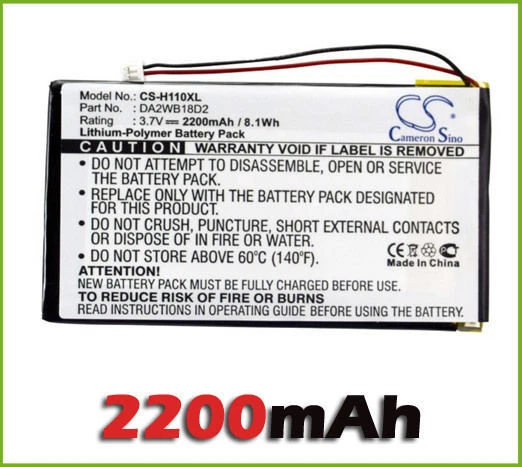 Model No.: CS-H110XL
Part No. : DA2WB18D2
Rating : 3.7V⎓2200mAh / 8.1Wh
Lithium-Polymer Battery Pack
CS
Cameron Sino
CAUTION WARRANTY VOID IF LABEL IS REMOVED
• DO NOT ATTEMPT TO DISASSEMBLE, OPEN OR SERVICE
THE BATTERY PACK.
• REPLACE ONLY WITH THE BATTERY PACK DESIGNATED
FOR THIS PRODUCT.
• DO NOT CRUSH, PUNCTURE, SHORT EXTERNAL CONTACTS
OR DISPOSE OF IN FIRE OR WATER.
• DO NOT STORE ABOVE 60°C (140°F).
CE
Made In China
ATTENTION!
NEW BATTERY PACK MUST BE FULLY CHARGED BEFORE USE.
TO REDUCE RISK OF FIRE OR BURNS
READ USER INSTRUCTIONS CAREFULLY BEFORE USING BATTERY
2200mAh